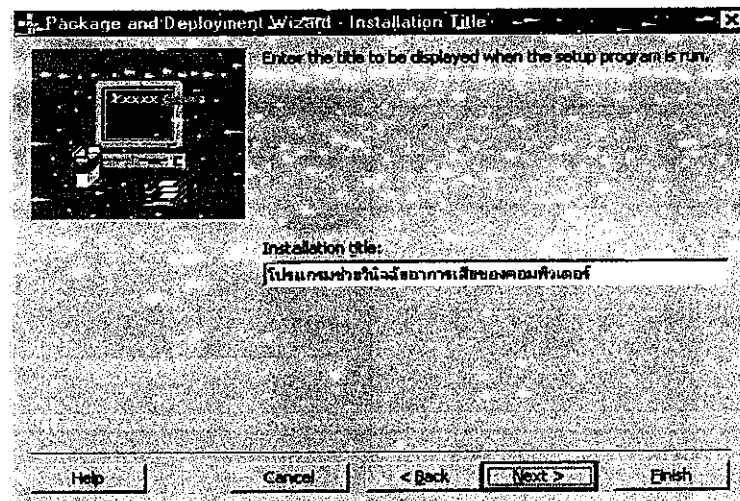 Package and Deployment Wizard - Installation Title
Enter the title to be displayed when the setup program is run.
Installation title:
โปรแกรมช่วยวินิจฉัยอาการเสียของคอมพิวเตอร์
Help
Cancel
< Back
Next >
Finish